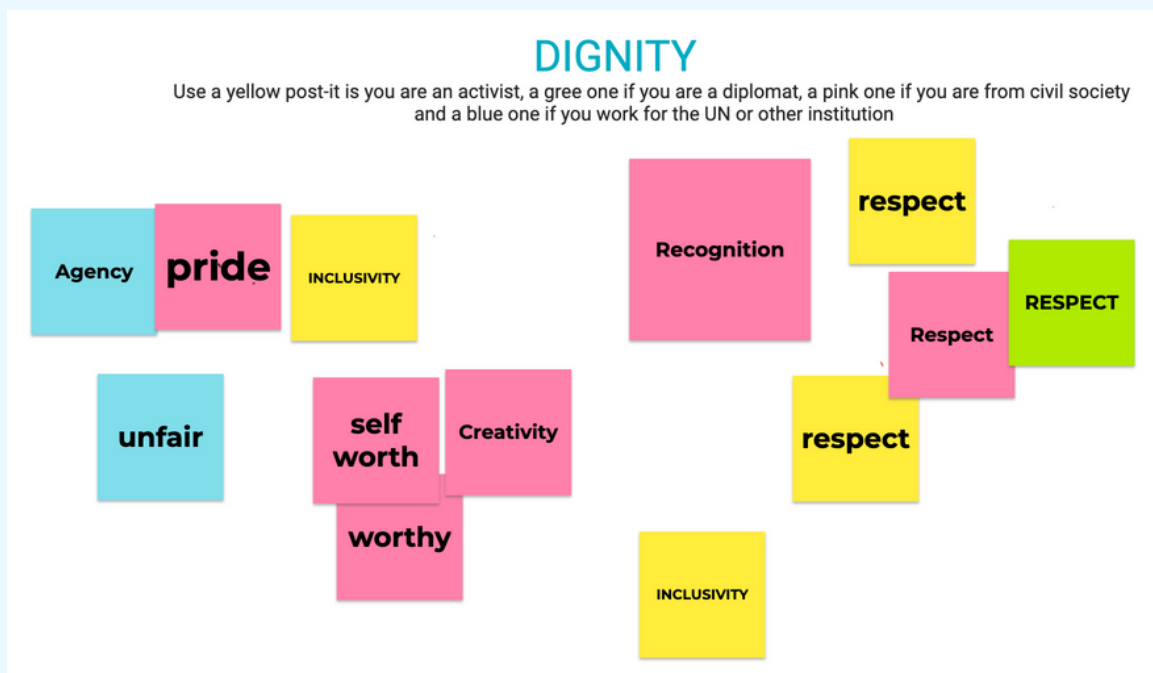 DIGNITY
Use a yellow post-it is you are an activist, a gree one if you are a diplomat, a pink one if you are from civil society
and a blue one if you work for the UN or other institution
Agency
pride
INCLUSIVITY
unfair
self
worth
Creativity
worthy
Recognition
respect
Respect
RESPECT
respect
INCLUSIVITY